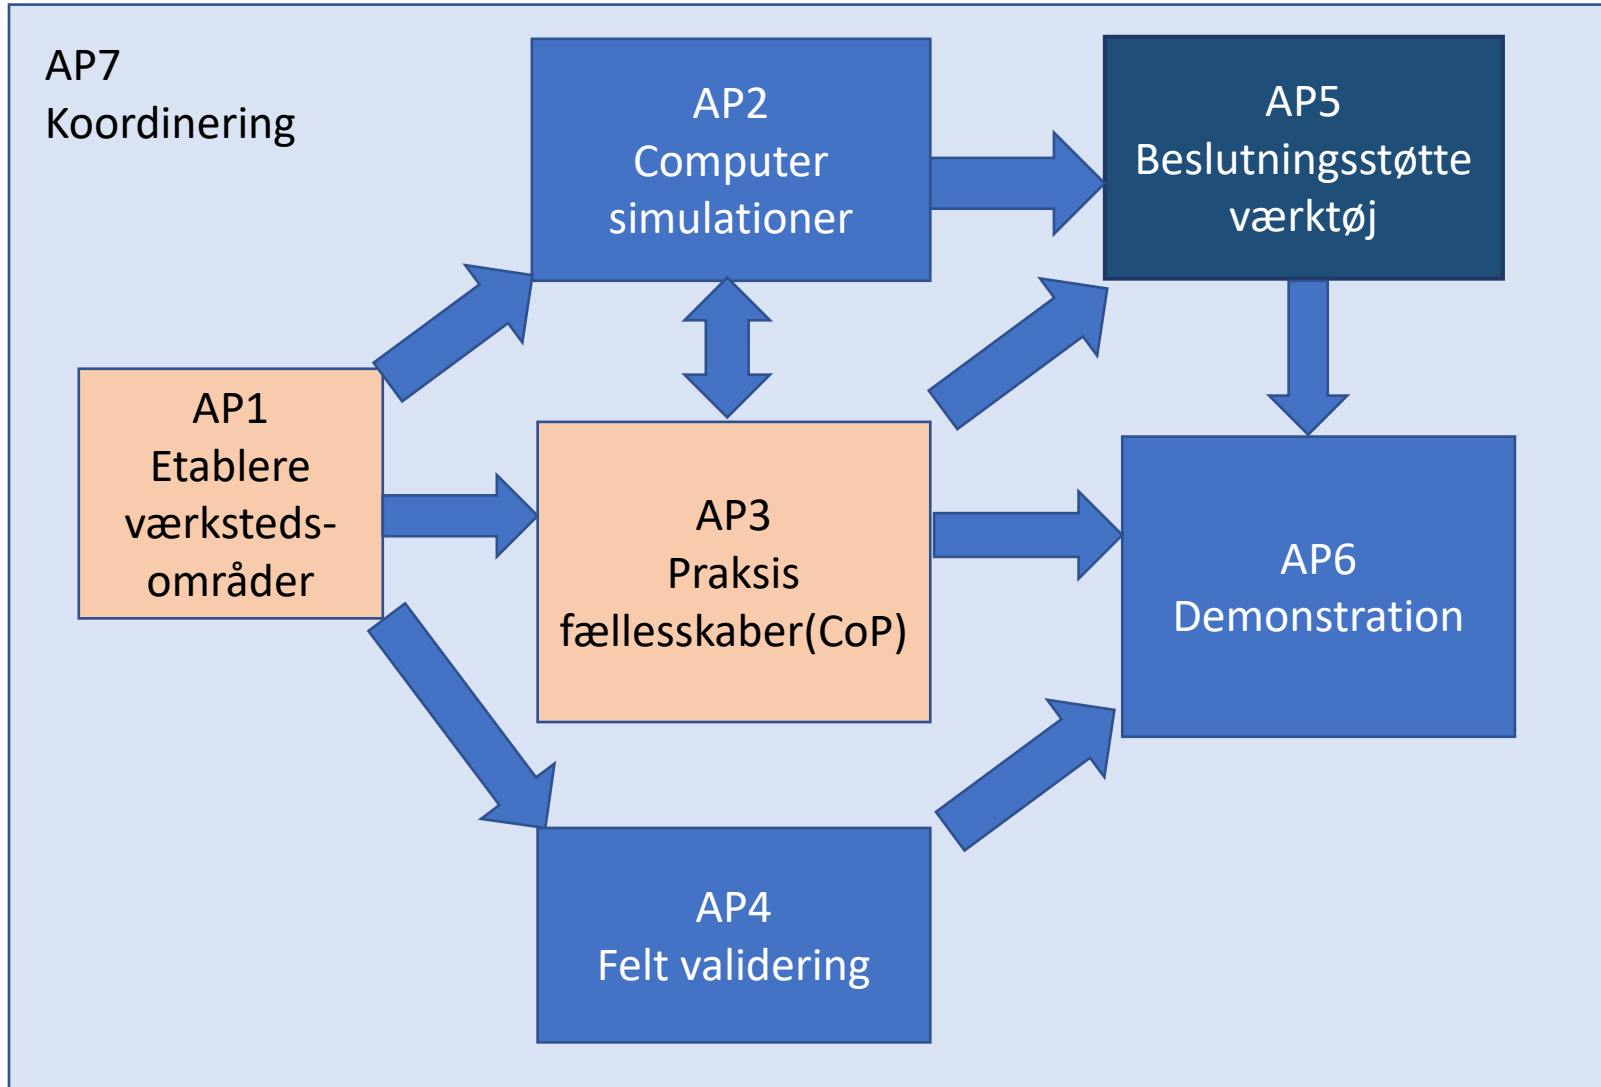 AP7
Koordinering
AP2
Computer
simulationer
AP5
Beslutningsstøtte
værktøj
AP1
Etablere
værksteds-
områder
AP3
Praksis
fællesskaber(CoP)
AP6
Demonstration
AP4
Felt validering